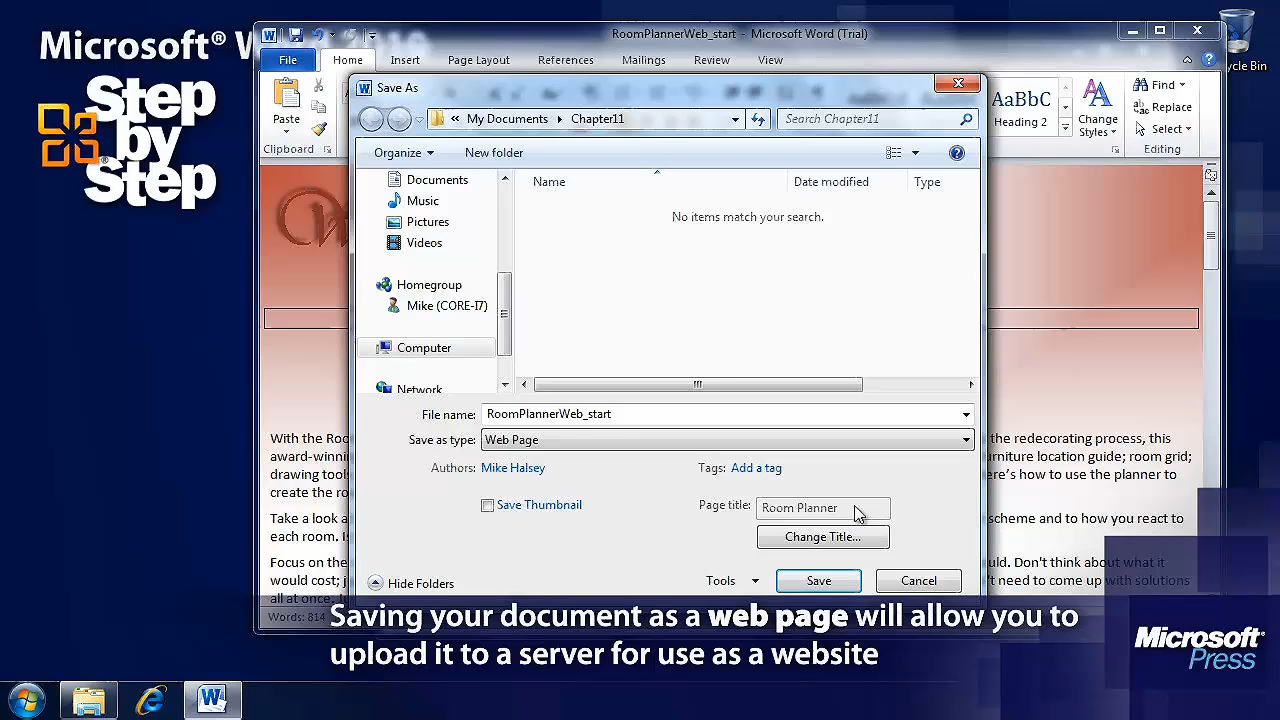 Microsoft® W
Step
by
Step
RoomPlannerWeb_start - Microsoft Word (Trial)
File
Home
Insert
Page Layout
References
Mailings
Review
View
Paste
Clipboard
AaBbC
Heading 2
Change
Styles
Find
Replace
Select
Editing
cycle Bin
Save As
« My Documents
Chapter11
Search Chapter11
Organize
New folder
Name
Date modified
Type
Documents
Music
Pictures
Videos
Homegroup
Mike (CORE-I7)
Computer
Network
No items match your search.
File name: RoomPlannerWeb_start
Save as type: Web Page
Authors: Mike Halsey
Tags: Add a tag
Save Thumbnail
Page title: Room Planner
Change Title...
Hide Folders
Tools
Save
Cancel
With the Roo
the redecorating process, this
award-winnin
urniture location guide; room grid;
drawing tools
ere's how to use the planner to
create the ro
Take a look a
scheme and to how you react to
each room. Is
Focus on the
uld. Don't think about what it
would cost; j
't need to come up with solutions
all at once. J
Words: 814
Saving your document as a web page will allow you to
upload it to a server for use as a website
Microsoft®
Press